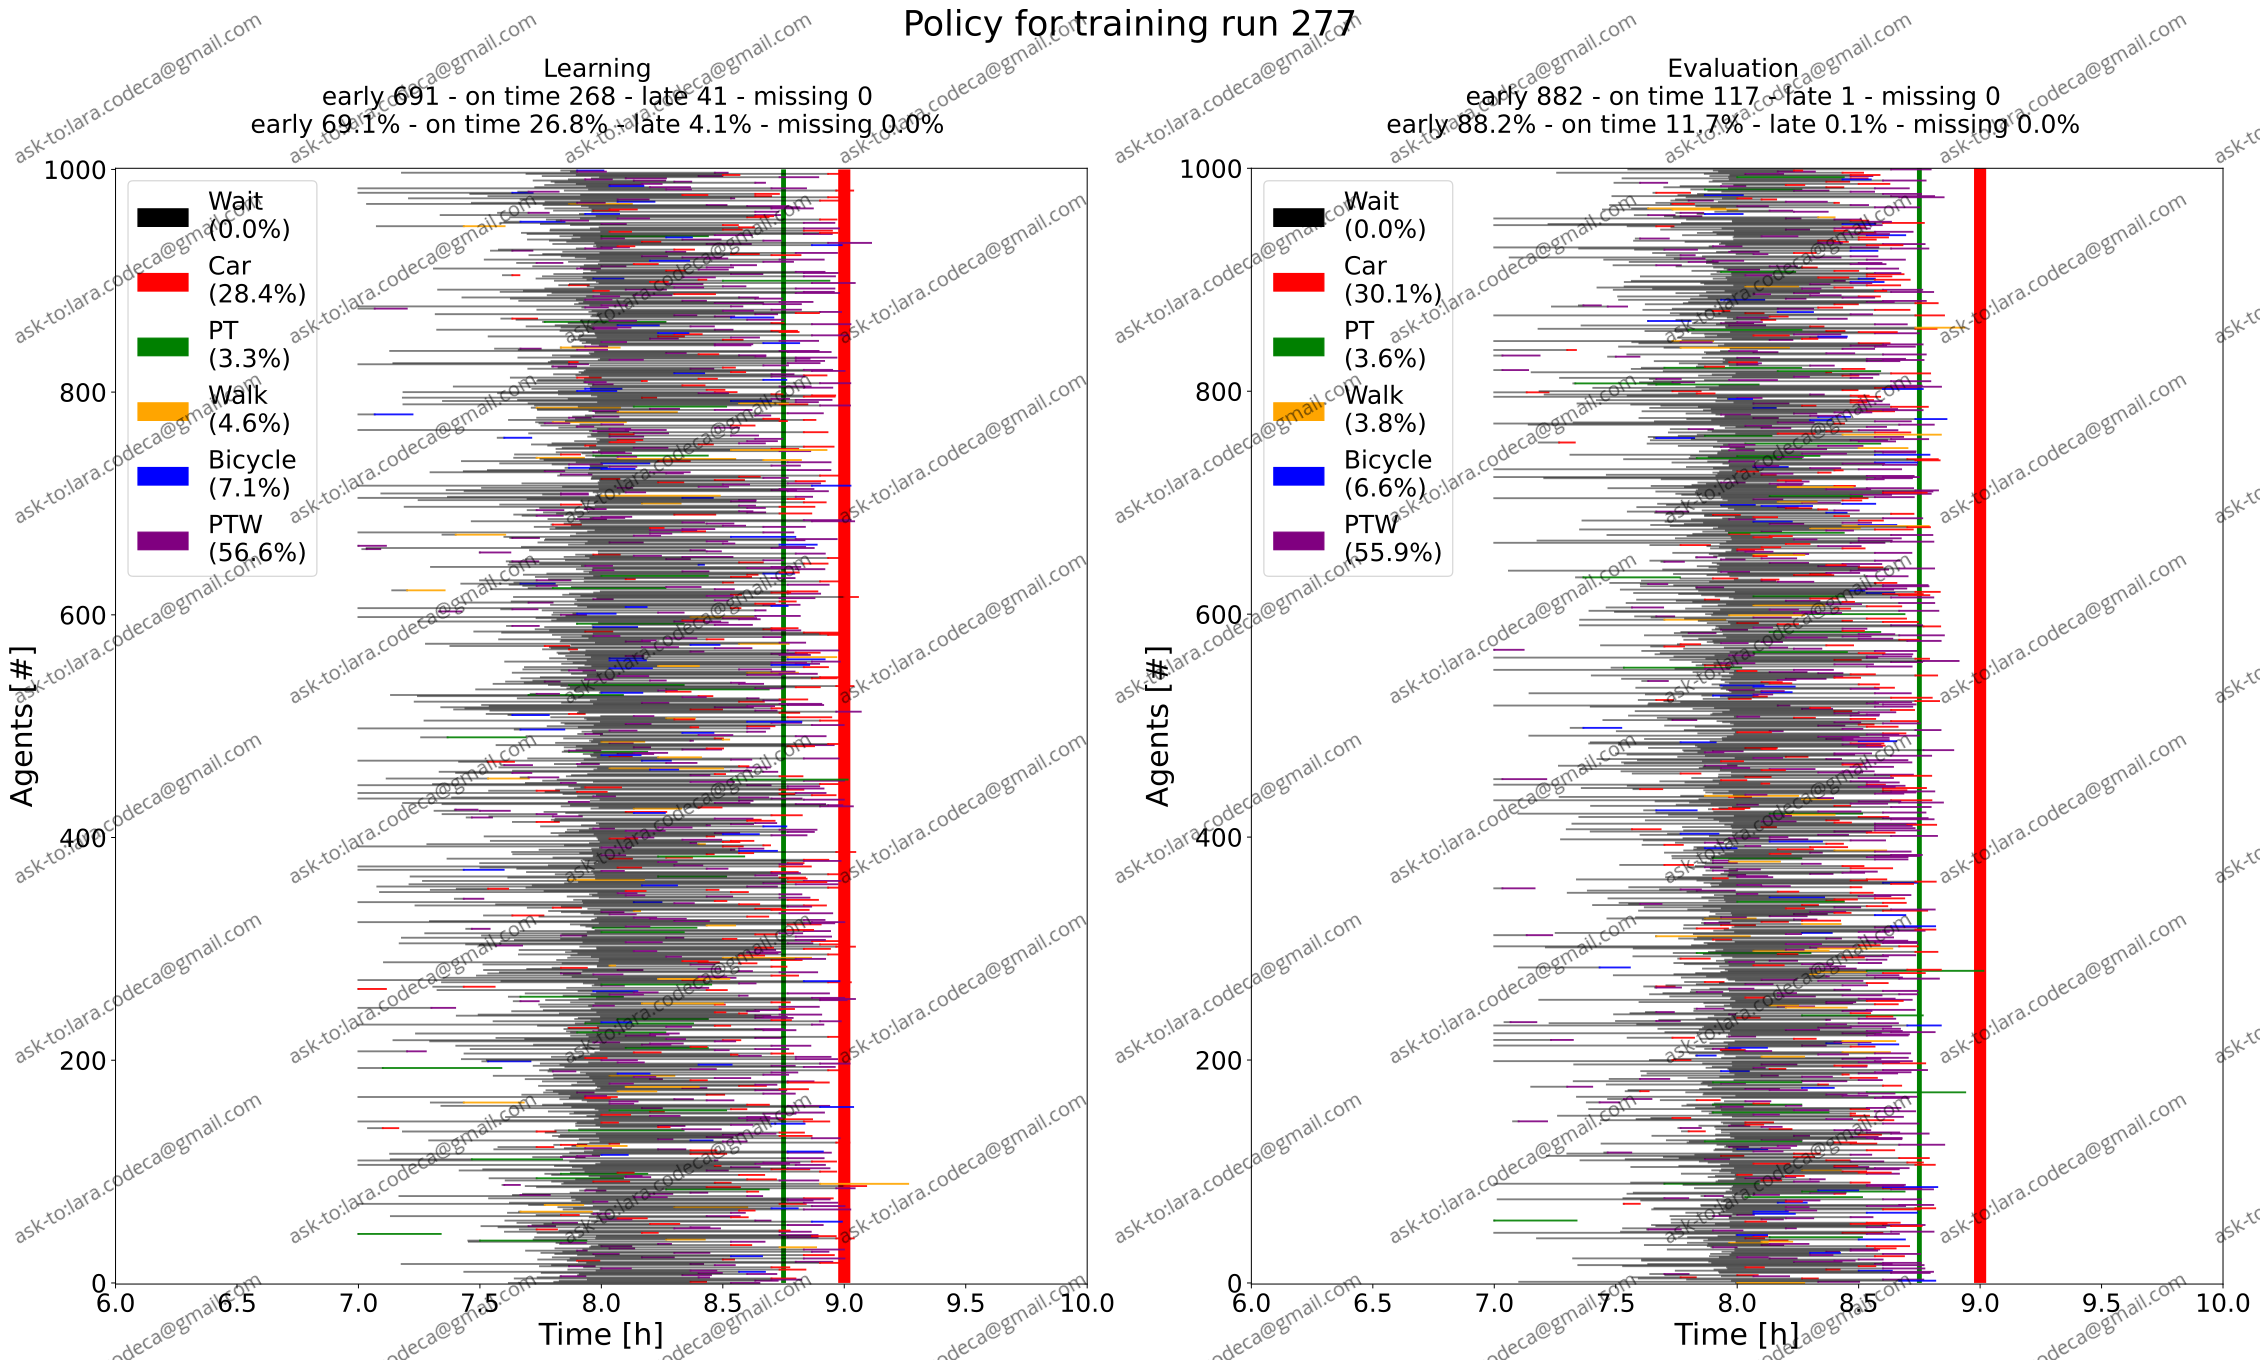 Policy for training run 277
Learning
early 691 - on time 268 - late 41 - missing 0
early 69.1% - on time 26.8% - late 4.1% - missing 0.0%
Wait
(0.0%)
Car
(28.4%)
PT
(3.3%)
Walk
(4.6%)
Bicycle
(7.1%)
PTW
(56.6%)
1000
800
600
400
200
0
Agents [#]
6.0 6.5 7.0 7.5 8.0 8.5 9.0 9.5 10.0
Time [h]
Evaluation
early 882 - on time 117 - late 1 - missing 0
early 88.2% - on time 11.7% - late 0.1% - missing 0.0%
Wait
(0.0%)
Car
(30.1%)
PT
(3.6%)
Walk
(3.8%)
Bicycle
(6.6%)
PTW
(55.9%)
1000
800
600
400
200
0
Agents [#]
6.0 6.5 7.0 7.5 8.0 8.5 9.0 9.5 10.0
Time [h]
ask-to:lara.codeca@gmail.com